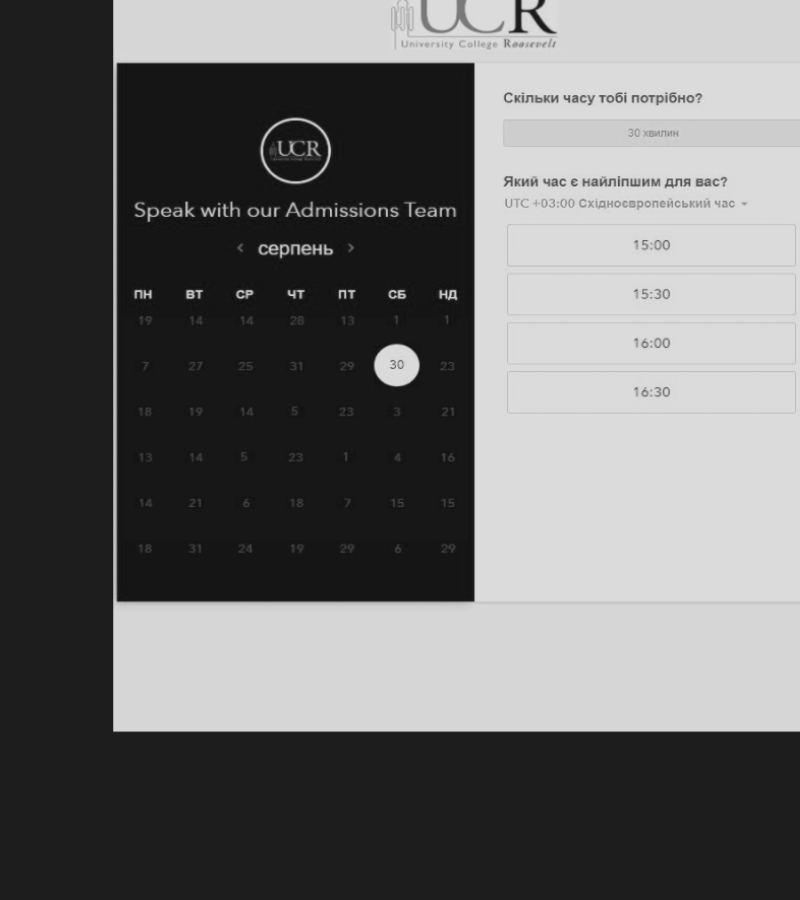 UCR
University College Roosevelt
UCR
Speak with our Admissions Team
‹ серпень ›
ПН ВТ СР ЧТ ПТ СБ НД
19 14 14 28 13 1 1
7 27 25 31 29 30 23
18 19 14 5 23 3 21
13 14 5 23 1 4 16
14 21 6 18 7 15 15
18 31 24 19 29 6 29
Скільки часу тобі потрібно?
30 хвилин
Який час є найліпшим для вас?
UTC +03:00 Східноєвропейський час
15:00
15:30
16:00
16:30